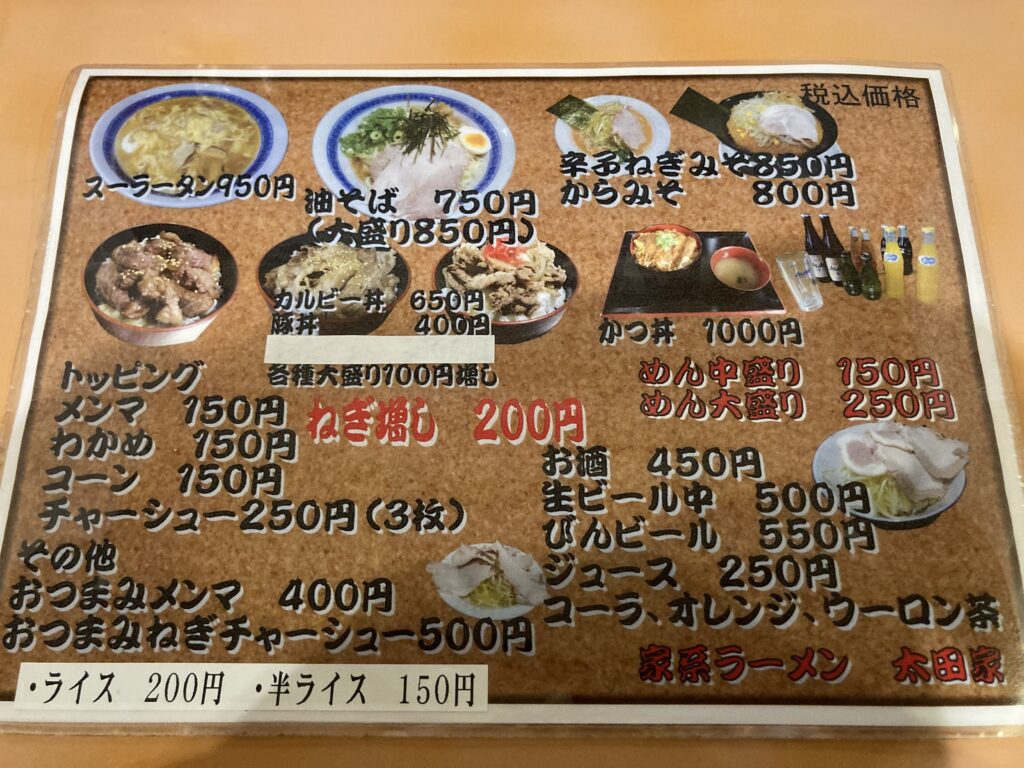 税込価格
スーラータン950円
油そば 750円
(大盛り850円)
辛子ねぎみそ850円
からみそ 800円
カルビー丼 650円
豚丼 400円
各種大盛り100円増し
かつ丼 1000円
めん中盛り 150円
めん大盛り 250円
トッピング
メンマ 150円
わかめ 150円
コーン 150円
チャーシュー250円(3枚)
ねぎ増し 200円
お酒 450円
生ビール中 500円
びんビール 550円
ジュース 250円
コーラ、オレンジ、ウーロン茶
その他
おつまみメンマ 400円
おつまみねぎチャーシュー500円
・ライス 200円 ・半ライス 150円
家系ラーメン 太田家